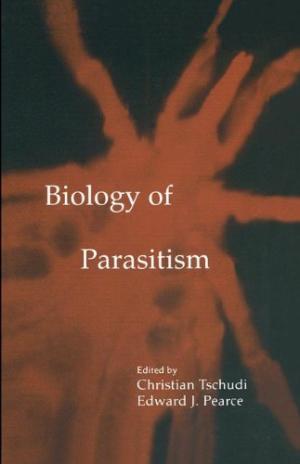 Biology of
Parasitism
Edited by
Christian Tschudi
Edward J. Pearce